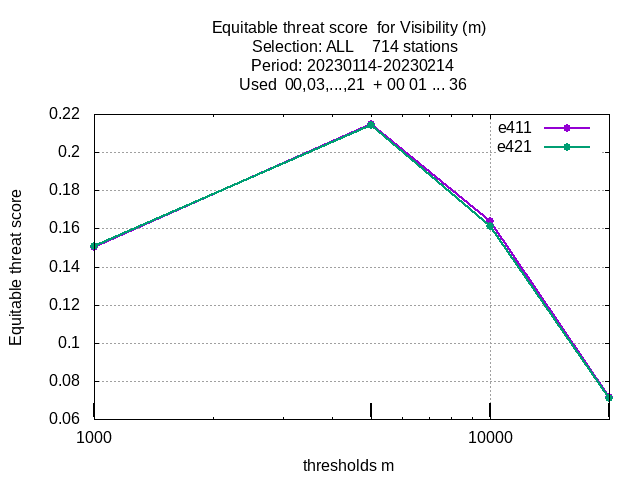 Equitable threat score  for Visibility (m)
Selection: ALL    714 stations
Period: 20230114-20230214
Used  00,03,...,21  + 00 01 ... 36
e411
e421
0.22
0.2
0.18
0.16
0.14
0.12
0.1
0.08
0.06
Equitable threat score
1000
10000
thresholds m